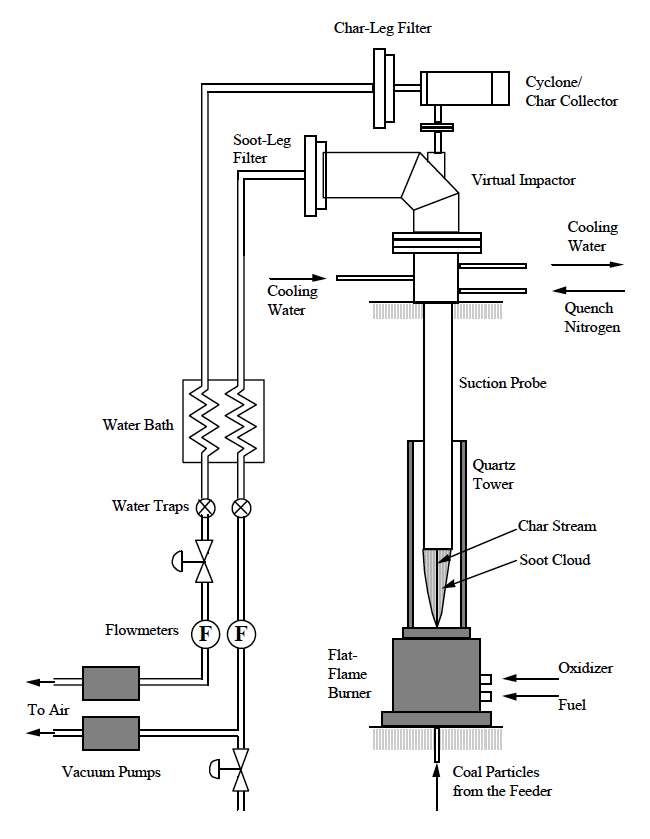 Char-Leg Filter
Cyclone/
Char Collector
Soot-Leg
Filter
Virtual Impactor
Cooling
Water
Cooling
Water
Quench
Nitrogen
Suction Probe
Water Bath
Quartz
Tower
Water Traps
Char Stream
Soot Cloud
Flowmeters
F
F
Flat-
Flame
Burner
Oxidizer
Fuel
To Air
Vacuum Pumps
Coal Particles
from the Feeder